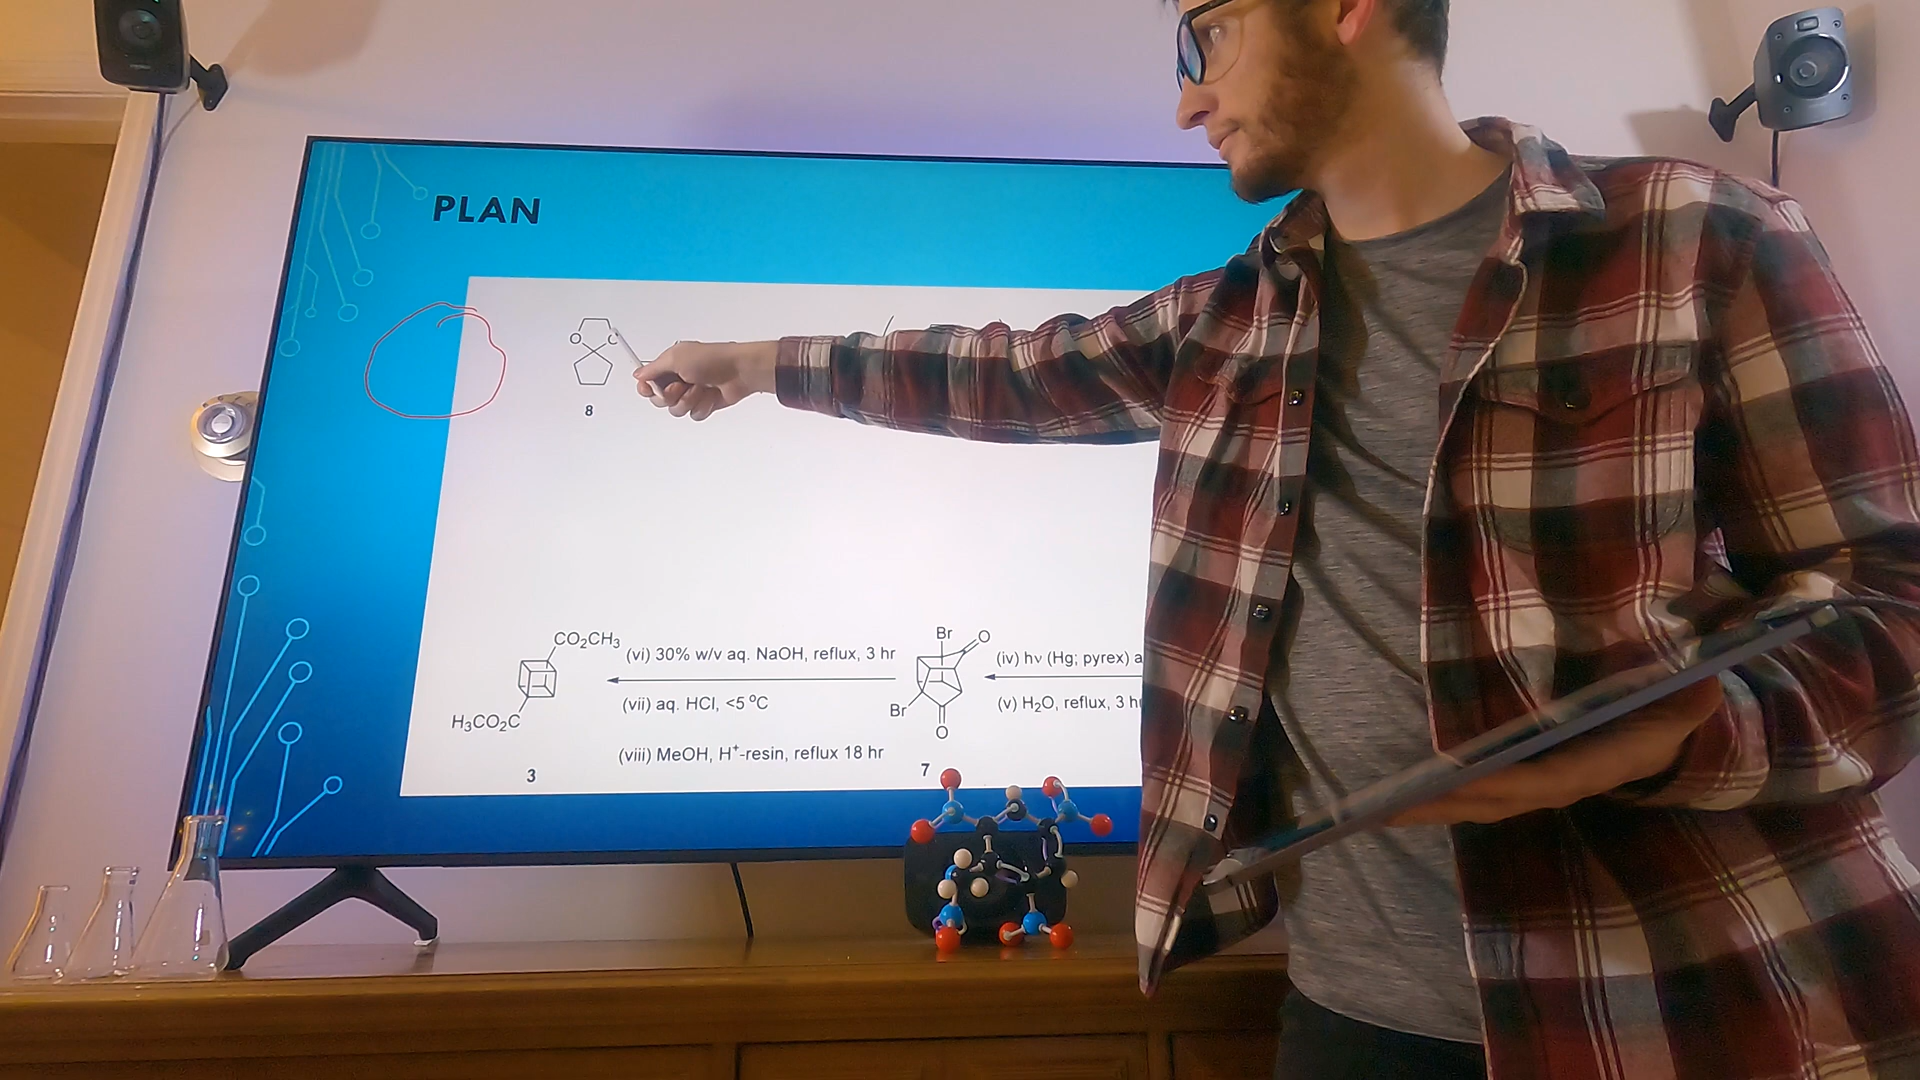 PLAN
O
8
CO₂CH₃
H₃CO₂C
3
(vi) 30% w/v aq. NaOH, reflux, 3 hr
(vii) aq. HCl, <5 °C
(viii) MeOH, H⁺-resin, reflux 18 hr
Br
O
Br
O
7
(iv) hν (Hg; pyrex) a
(v) H₂O, reflux, 3 h